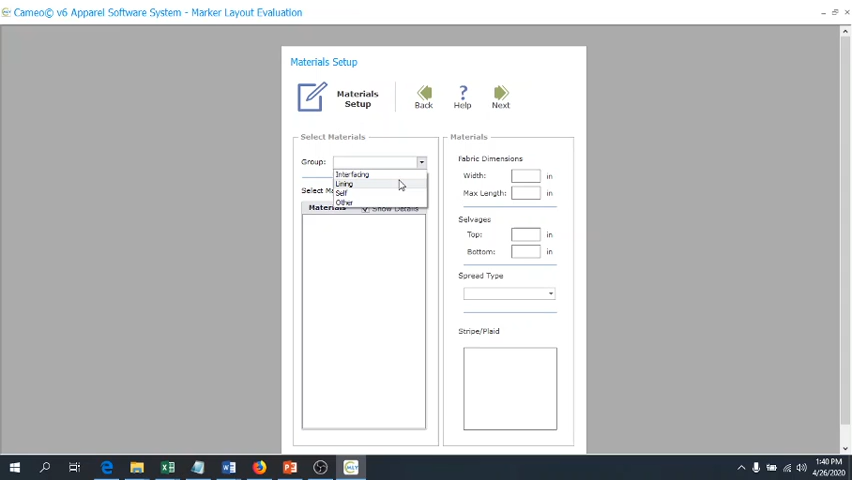 Cameo© v6 Apparel Software System - Marker Layout Evaluation
Materials Setup
Materials
Setup
Back
Help
Next
Select Materials
Group:
Interfacing
Lining
Self
Other
Select Ma
Materials
Show Details
Materials
Fabric Dimensions
Width: in
Max Length: in
Selvages
Top: in
Bottom: in
Spread Type
Stripe/Plaid
1:40 PM
4/26/2020